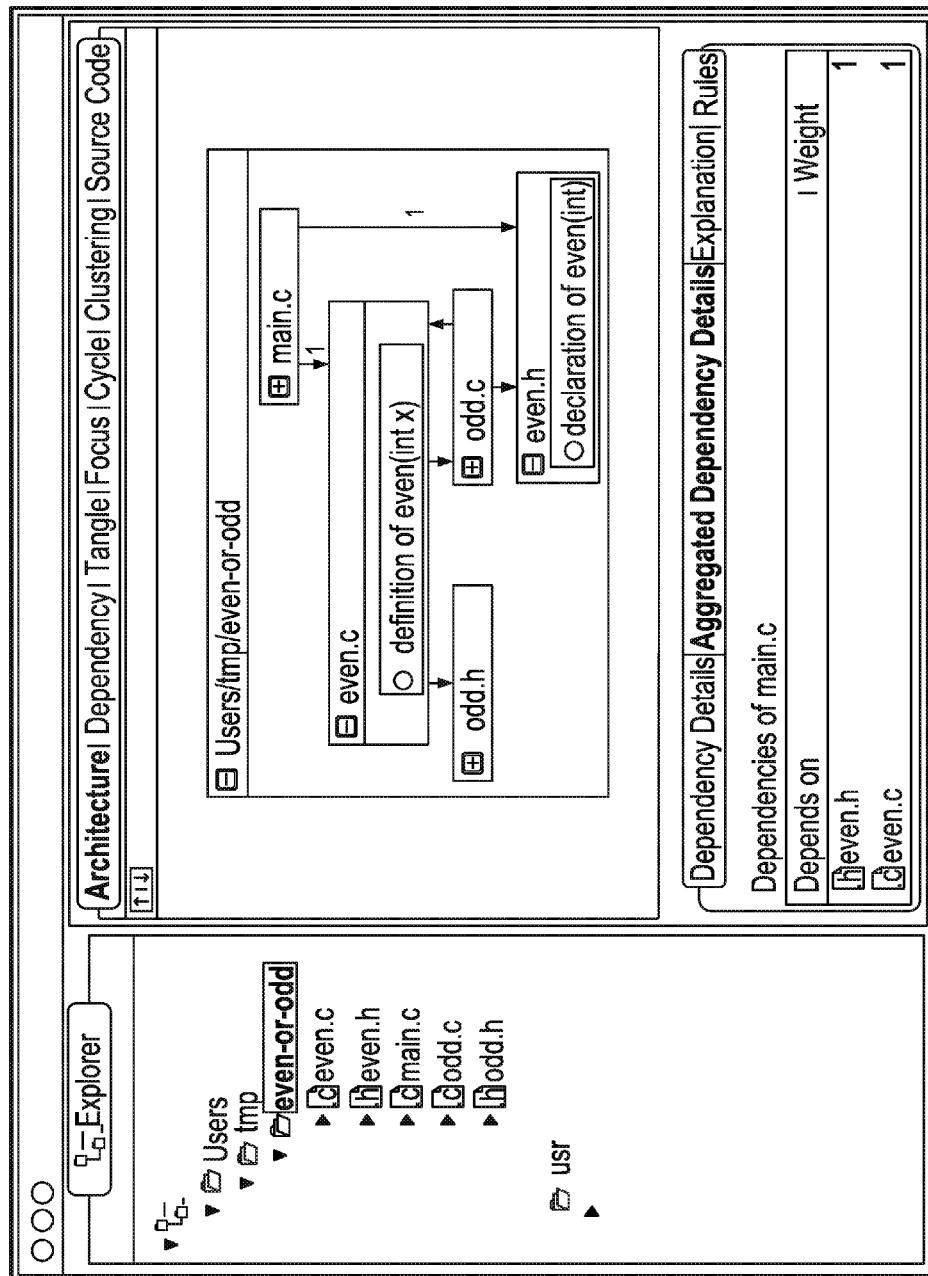 Explorer
Users
tmp
even-or-odd
.c even.c
.h even.h
.c main.c
.c odd.c
.h odd.h
usr
Architecture| Dependency| Tangle| Focus | Cycle| Clustering| Source Code
Users/tmp/even-or-odd
main.c
1
1
even.c
definition of even(int x)
odd.h
odd.c
even.h
declaration of even(int)
Dependency Details| Aggregated Dependency Details| Explanation| Rules
Dependencies of main.c
Depends on | Weight
.h even.h 1
.c even.c 1